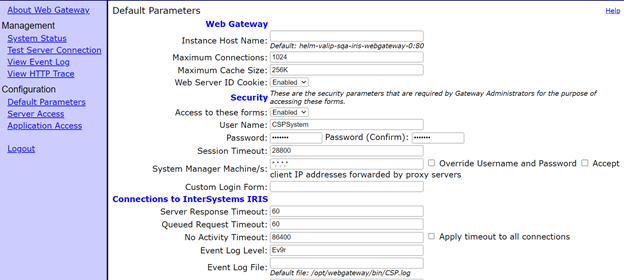 About Web Gateway
Management
System Status
Test Server Connection
View Event Log
View HTTP Trace
Configuration
Default Parameters
Server Access
Application Access
Logout
Default Parameters
Help
Web Gateway
Instance Host Name:
Default: helm-valip-sqa-iris-webgateway-0:80
Maximum Connections: 1024
Maximum Cache Size: 256K
Web Server ID Cookie: Enabled
Security These are the security parameters that are required by Gateway Administrators for the purpose of
accessing these forms.
Access to these forms: Enabled
User Name: CSPSystem
Password: ••••••• Password (Confirm): •••••••
Session Timeout: 28800
System Manager Machine/s: *.*.*.* Override Username and Password Accept
client IP addresses forwarded by proxy servers
Custom Login Form:
Connections to InterSystems IRIS
Server Response Timeout: 60
Queued Request Timeout: 60
No Activity Timeout: 86400 Apply timeout to all connections
Event Log Level: Ev9r
Event Log File:
Default file: /opt/webgateway/bin/CSP.log